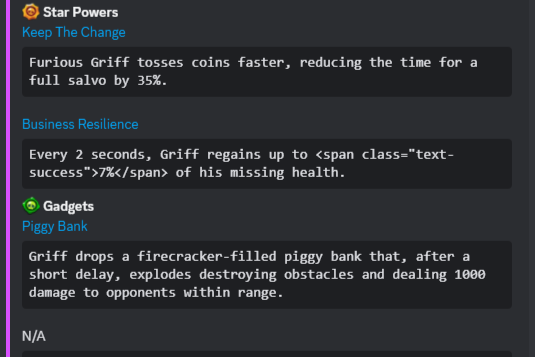 Star Powers
Keep The Change
Furious Griff tosses coins faster, reducing the time for a
full salvo by 35%.
Business Resilience
Every 2 seconds, Griff regains up to <span class="text-
success">7%</span> of his missing health.
Gadgets
Piggy Bank
Griff drops a firecracker-filled piggy bank that, after a
short delay, explodes destroying obstacles and dealing 1000
damage to opponents within range.
N/A